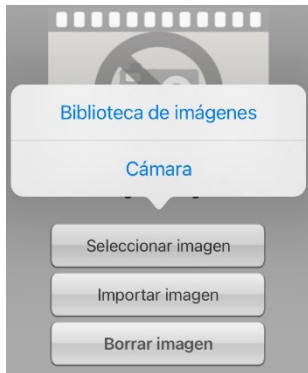 Biblioteca de imágenes
Cámara
Seleccionar imagen
Importar imagen
Borrar imagen